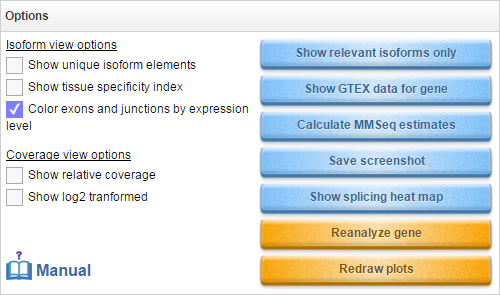 Options
Isoform view options
Show unique isoform elements
Show tissue specificity index
Color exons and junctions by expression
level
Coverage view options
Show relative coverage
Show log2 tranformed
? Manual
Show relevant isoforms only
Show GTEX data for gene
Calculate MMSeq estimates
Save screenshot
Show splicing heat map
Reanalyze gene
Redraw plots